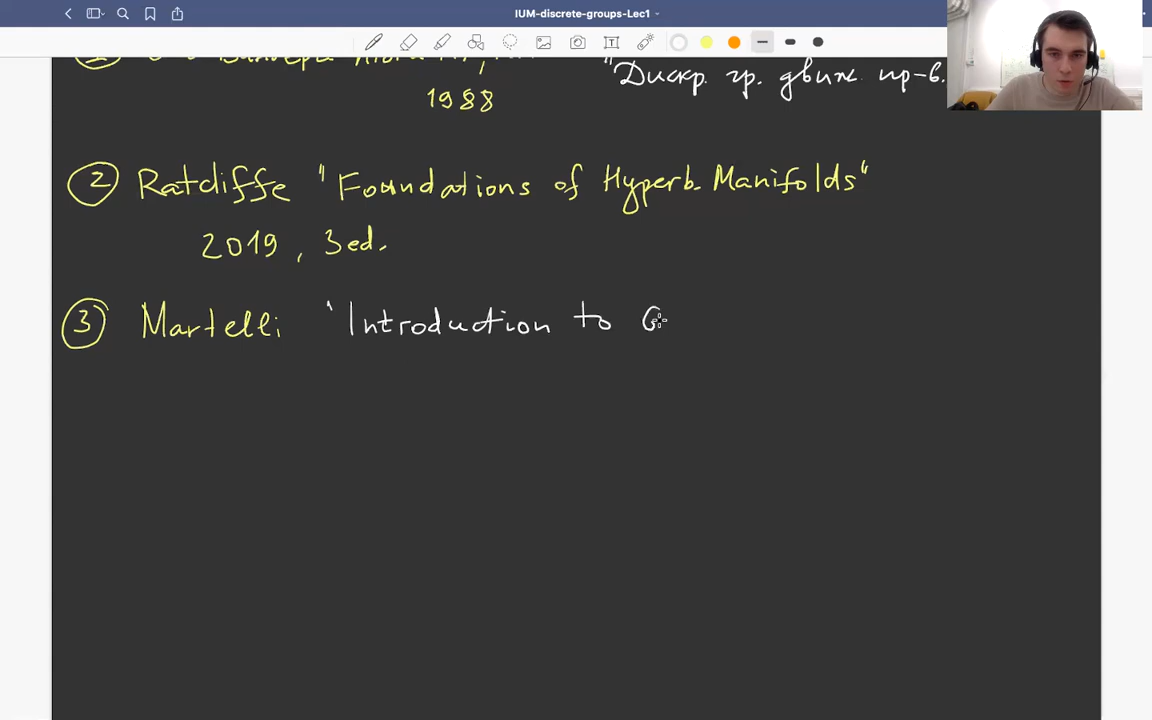 IUM-discrete-groups-Lec1
"Дискр. гр. движ. пр-в.
1988
2 Ratcliffe "Foundations of Hyperb. Manifolds"
2019, 3ed.
3 Martelli "Introduction to G